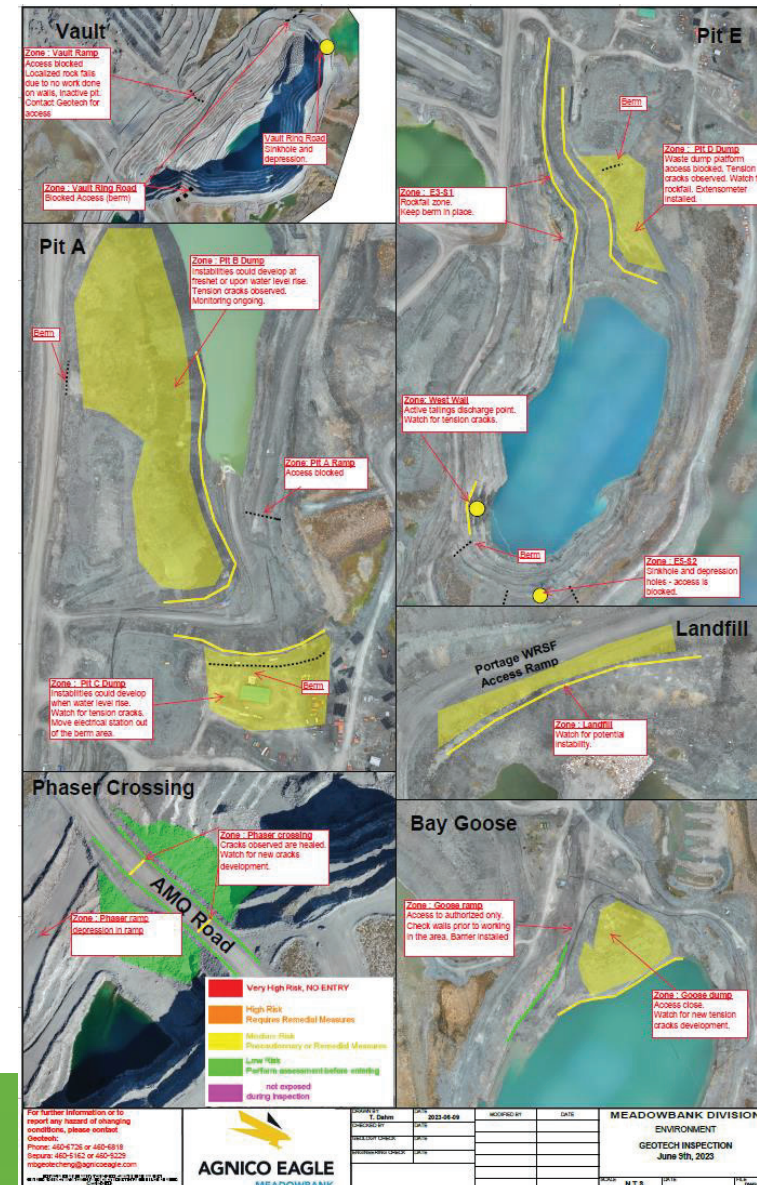 Vault
Zone : Vault Ramp
Access blocked
Localized rock falls
due to no work done
on walls, inactive pit.
Contact Geotech for
access
Vault Ring Road
Sinkhole and
depression.
Zone : Vault Ring Road
Blocked Access (berm)
Pit E
Berm
Zone : Pit D Dump
Waste dump platform
access blocked. Tension
cracks observed. Watch
rockfall. Extensometer
installed.
Zone : E3-S1
Rockfall zone.
Keep berm in place.
Zone: West Wall
Active tailings discharge point.
Watch for tension cracks.
Berm
Zone : E5-S2
Sinkhole and depression
holes - access is
blocked.
Pit A
Zone : Pit B Dump
Instabilities could develop at
freshet or upon water level rise.
Tension cracks observed.
Monitoring ongoing.
Berm
Zone: Pit A Ramp
Access blocked
Zone : Pit C Dump
Instabilities could develop
when water level rise.
Watch for tension cracks.
Move electrical station out
of the berm area.
Berm
Landfill
Portage WRSF
Access Ramp
Zone : Landfill
Watch for potential
instability.
Phaser Crossing
Zone : Phaser crossing
Cracks observed are healed.
Watch for new cracks
development.
AMQ Road
Zone : Phaser ramp
depression in ramp
Very High Risk, NO ENTRY
High Risk
Requires Remedial Measures
Medium Risk
Precautionary or Remedial Measures
Low Risk
Perform assessment before entering
not exposed
during inspection
Bay Goose
Zone : Goose ramp
Access to authorized only.
Check walls prior to working
in the area. Barrier installed
Zone : Goose dump
Access close.
Watch for new tension
cracks development.
For further information or to
report any hazard of changing
conditions, please contact
Geotech:
Phone: 460-6726 or 460-6818
Sepura: 460-5162 or 460-5229
mbgeotecheng@agnicoeagle.com
AGNICO EAGLE
MEADOWBANK
DRAWN BY
T. Dahm
DATE
2023-06-09
MODIFIED BY
DATE
CHECKED BY
DATE
GEOLOGY CHECK
DATE
ENGINEERING CHECK
DATE
MEADOWBANK DIVISION
ENVIRONMENT
GEOTECH INSPECTION
June 9th, 2023
SCALE
N.T.S.
DATE
FILE